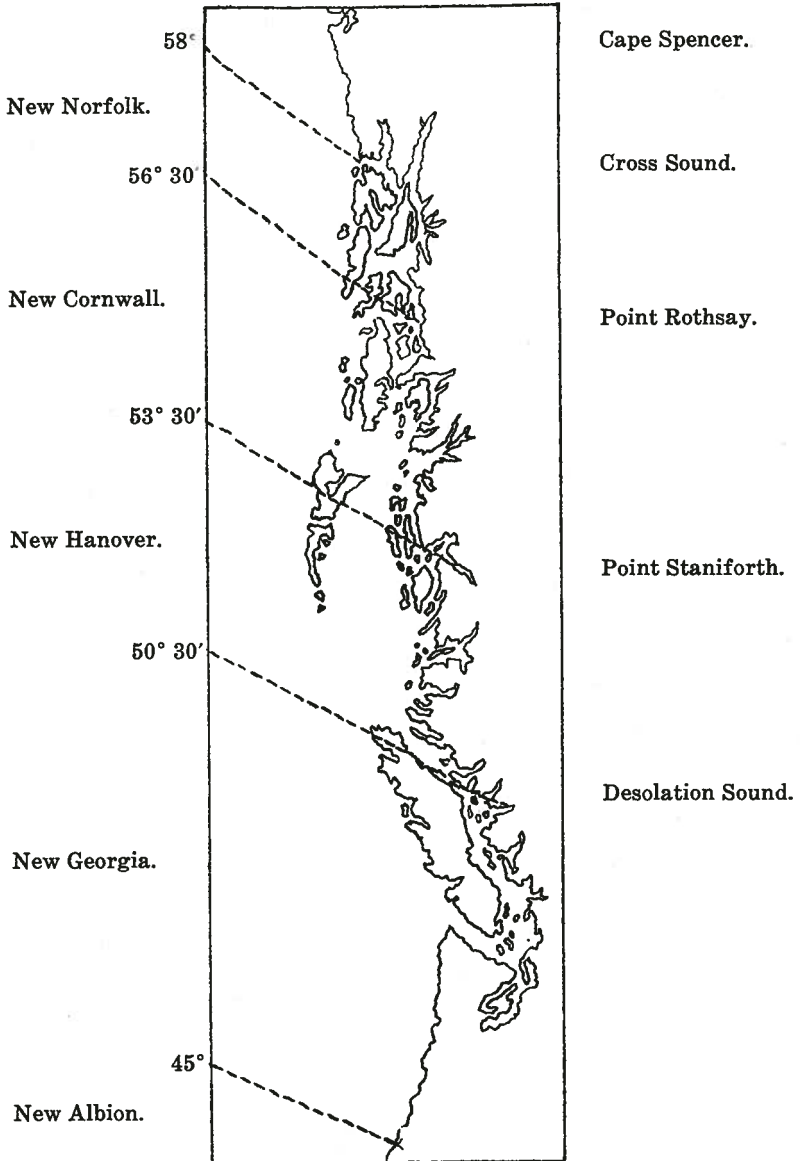 58°
Cape Spencer.
New Norfolk.
Cross Sound.
56° 30'
New Cornwall.
Point Rothsay.
53° 30'
New Hanover.
Point Staniforth.
50° 30'
Desolation Sound.
New Georgia.
45°
New Albion.